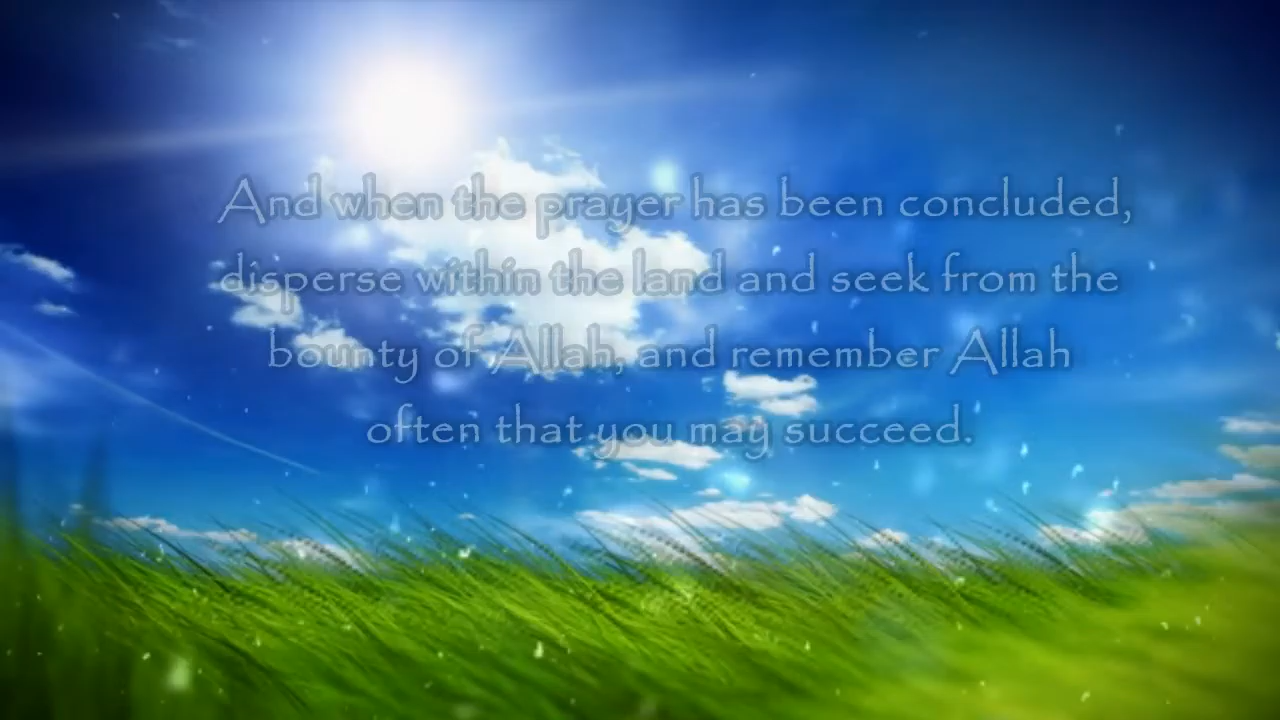 And when the prayer has been concluded,
disperse within the land and seek from the
bounty of Allah, and remember Allah
often that you may succeed.